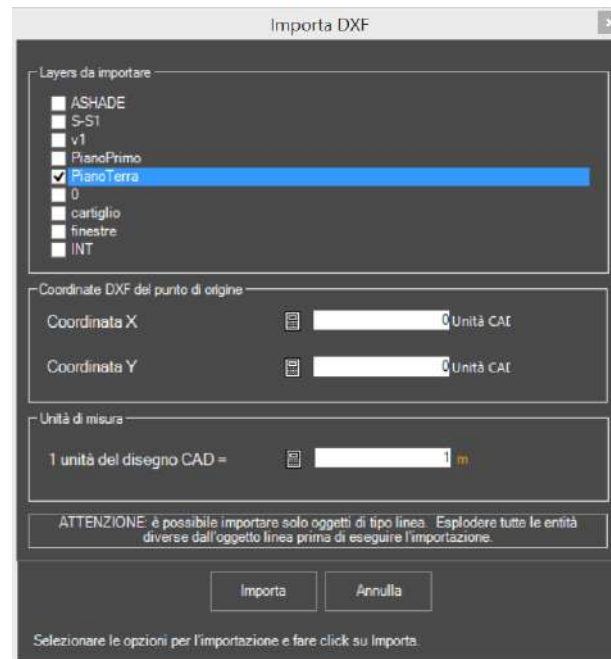 Importa DXF
Layers da importare
ASHADE
S-S1
v1
PianoPrimo
PianoTerra
0
cartiglio
finestre
INT
Coordinate DXF del punto di origine
Coordinata X 0 Unità CAD
Coordinata Y 0 Unità CAD
Unità di misura
1 unità del disegno CAD = 1 m
ATTENZIONE: è possibile importare solo oggetti di tipo linea. Esplodere tutte le entità
diverse dall'oggetto linea prima di eseguire l'importazione.
Importa Annulla
Selezionare le opzioni per l'importazione e fare click su Importa.